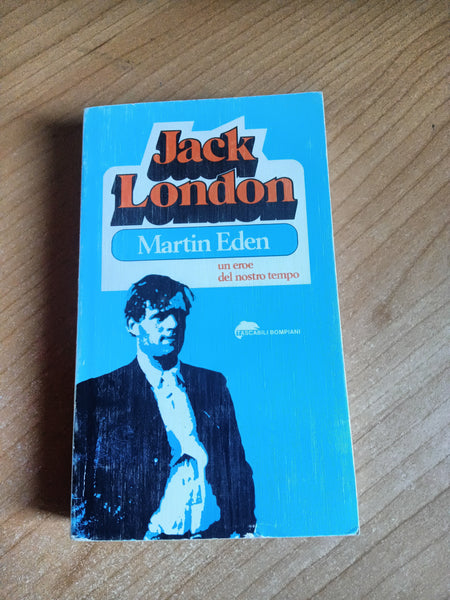 Jack
London
Martin Eden
un eroe
del nostro tempo
TASCABILI BOMPIANI